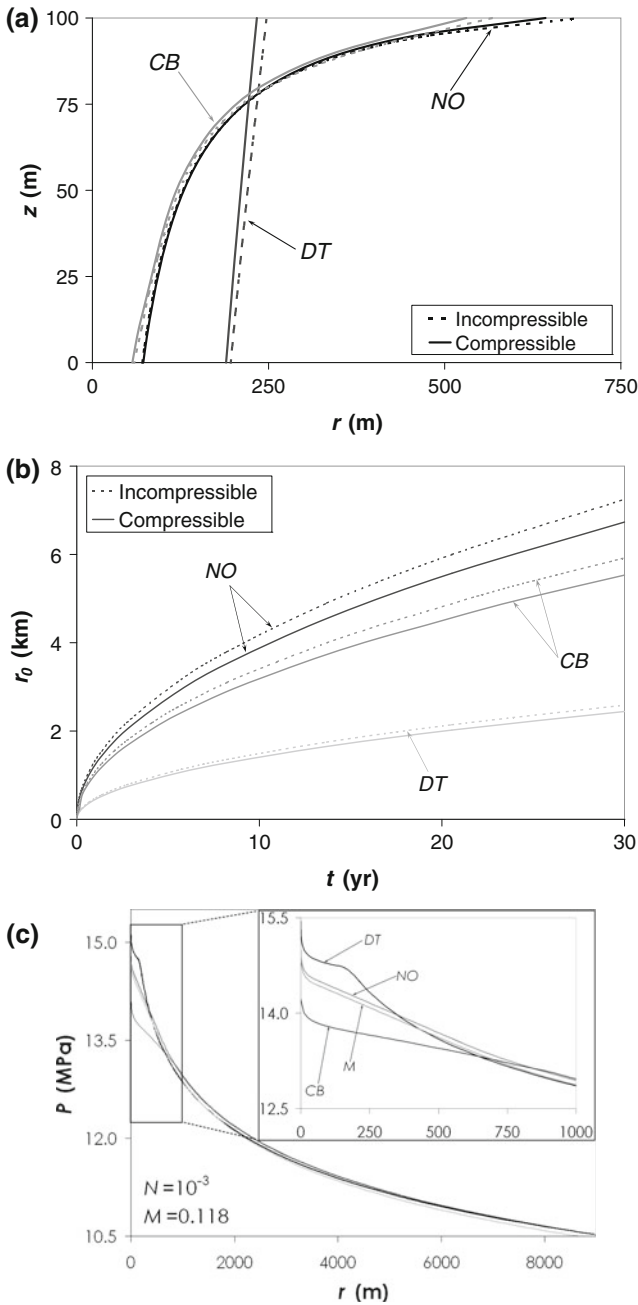 (a)
100
75
50
25
0
z (m)
CB
NO
DT
Incompressible
Compressible
0 250 500 750
r (m)
(b)
8
6
4
2
0
r0 (km)
Incompressible
Compressible
NO
CB
DT
0 10 20 30
t (yr)
(c)
15.0
13.5
12.0
10.5
P (MPa)
15.5
14.0
12.5
DT
NO
M
CB
0 250 500 750 1000
N =10-3
M=0.118
0 2000 4000 6000 8000
r (m)